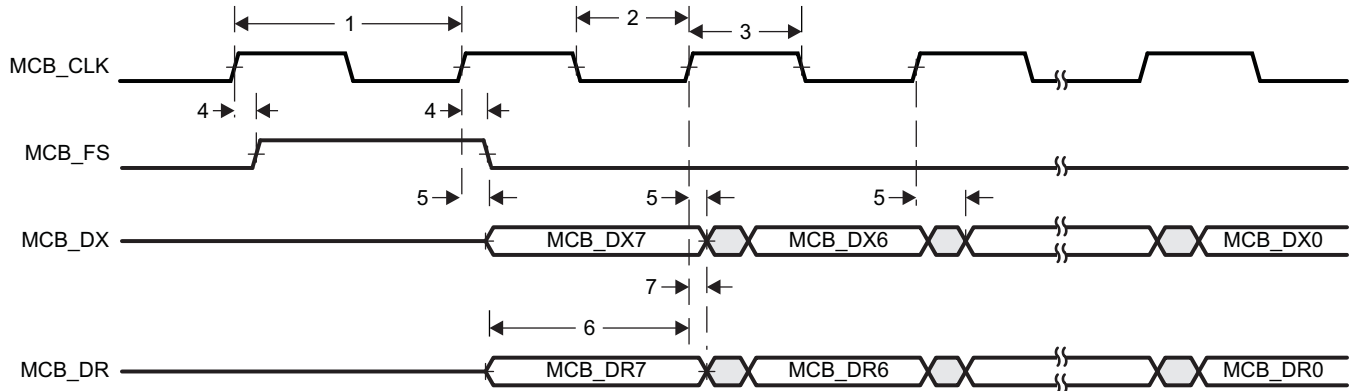 1 2 3
MCB_CLK
4 4
MCB_FS
5 5 5
MCB_DX MCB_DX7 MCB_DX6 MCB_DX0
7
6
MCB_DR MCB_DR7 MCB_DR6 MCB_DR0